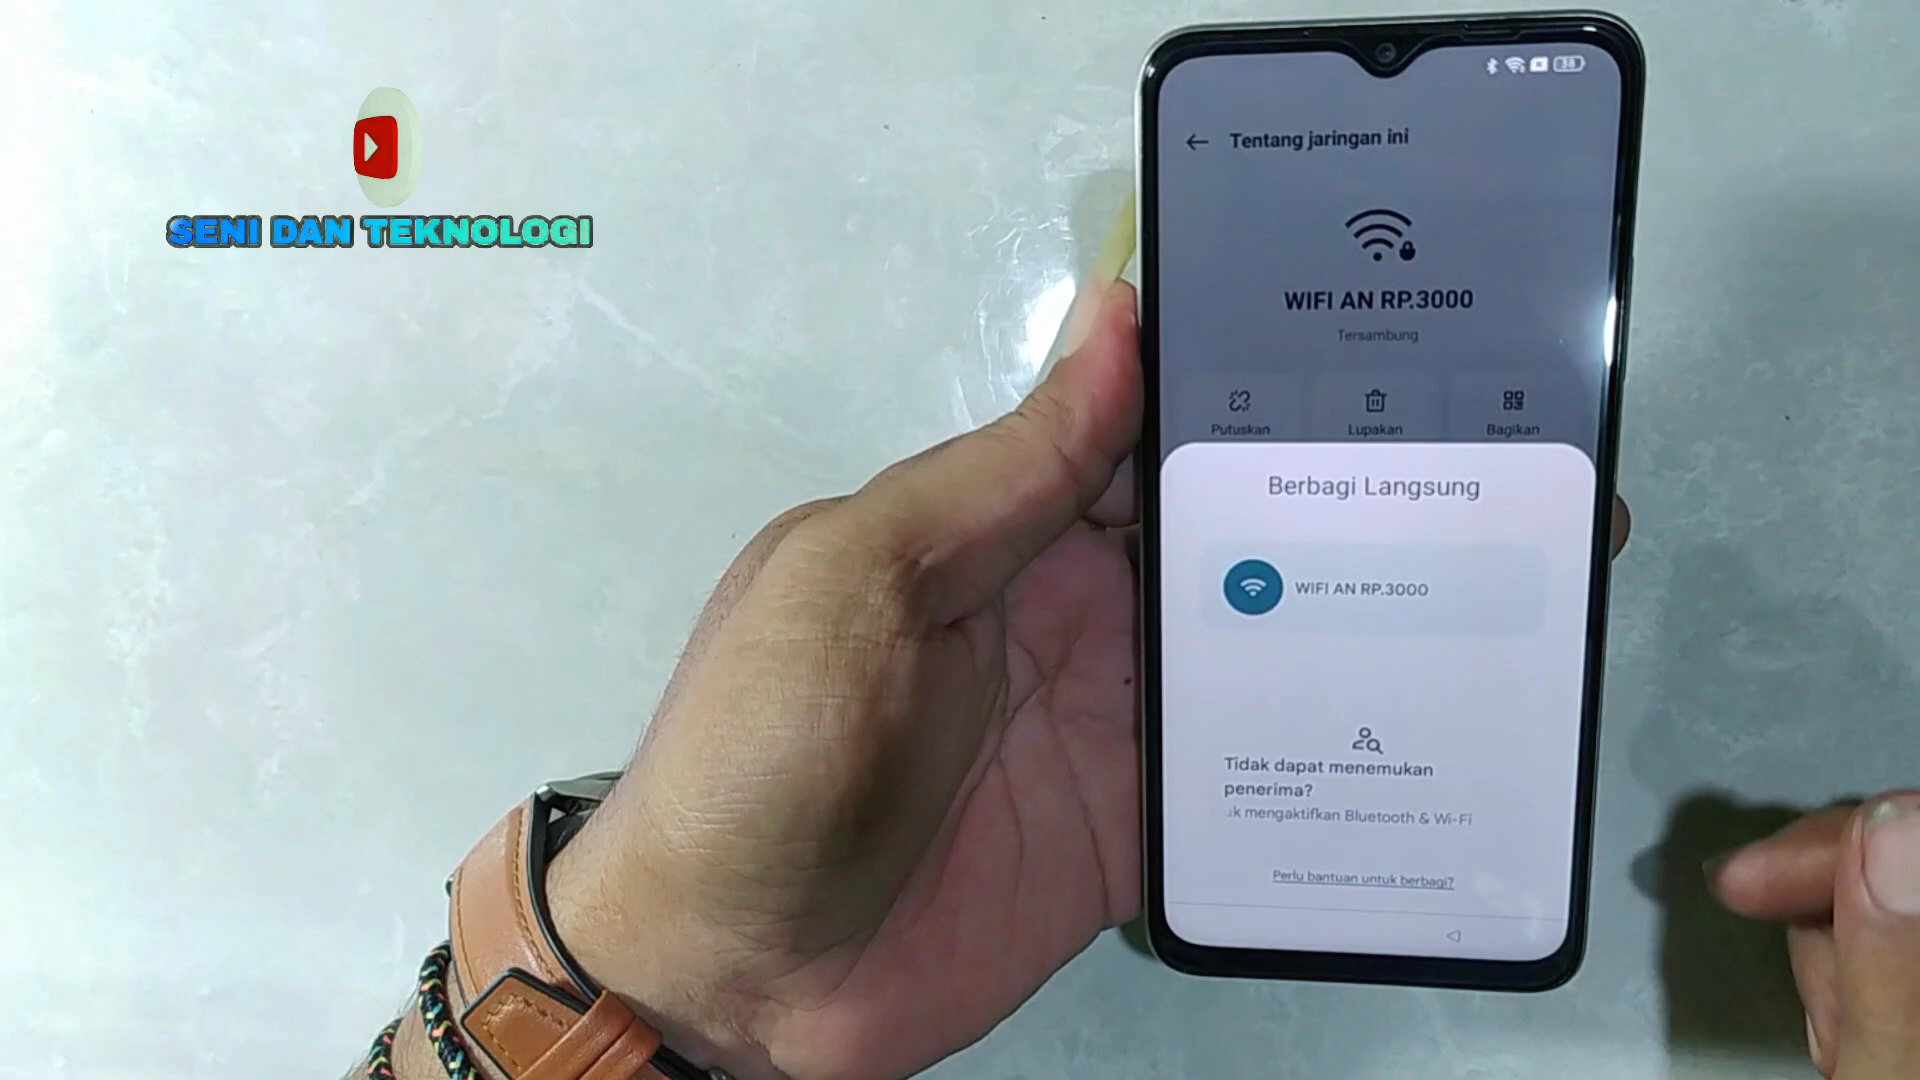 SENI DAN TEKNOLOGI
38
Tentang jaringan ini
WIFI AN RP.3000
Tersambung
Putuskan Lupakan Bagikan
Berbagi Langsung
WIFI AN RP.3000
Tidak dapat menemukan
penerima?
mengaktifkan Bluetooth & Wi-Fi
Perlu bantuan untuk berbagi?